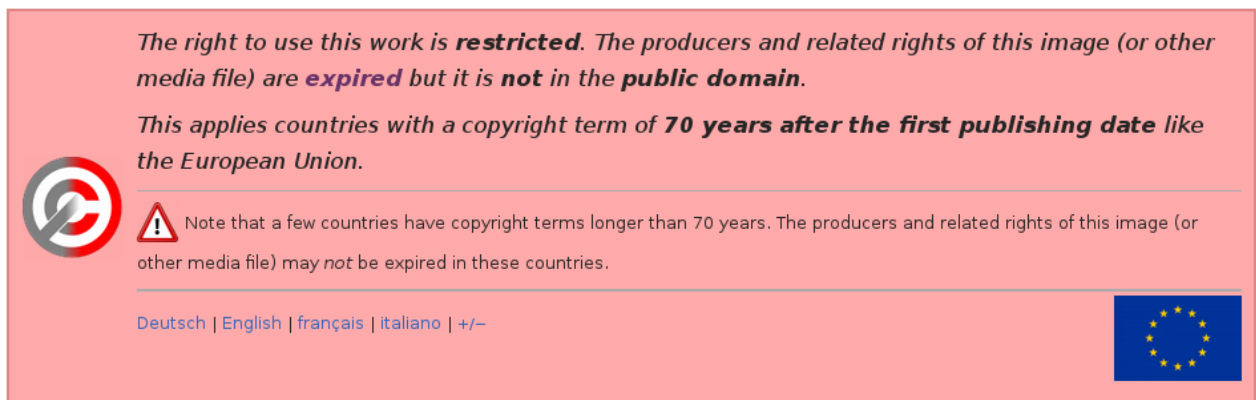 The right to use this work is restricted. The producers and related rights of this image (or other
media file) are expired but it is not in the public domain.
This applies countries with a copyright term of 70 years after the first publishing date like
the European Union.
Note that a few countries have copyright terms longer than 70 years. The producers and related rights of this image (or
other media file) may not be expired in these countries.
Deutsch | English | français | italiano | +/−